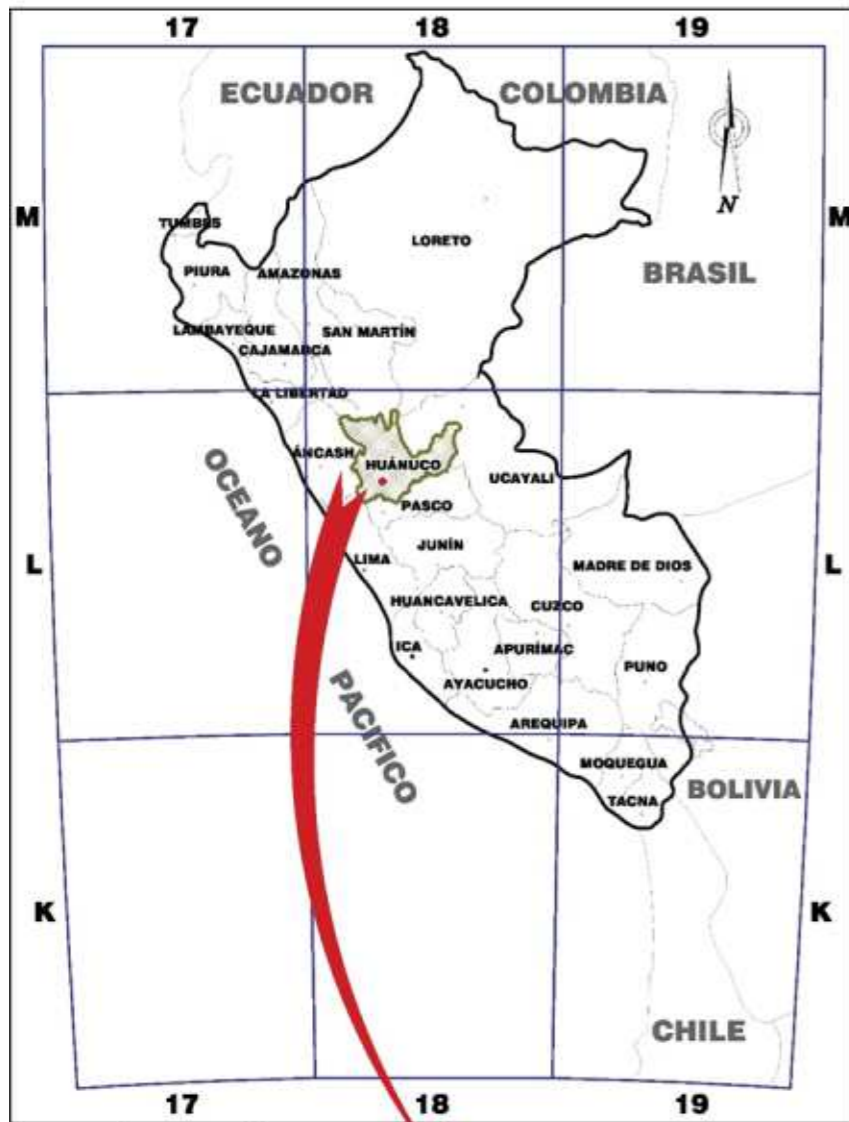 17 18 19
ECUADOR COLOMBIA
N
M M
TUMBES
LORETO
PIURA AMAZONAS
BRASIL
LAMBAYEQUE SAN MARTÍN
CAJAMARCA
LA LIBERTAD
ÁNCASH HUÁNUCO
UCAYALI
PASCO
OCEANO
JUNÍN
L LIMA MADRE DE DIOS L
HUANCAVELICA CUZCO
ICA APURÍMAC
PUNO
AYACUCHO
PACIFICO
AREQUIPA
MOQUEGUA
BOLIVIA
TACNA
K K
CHILE
17 18 19